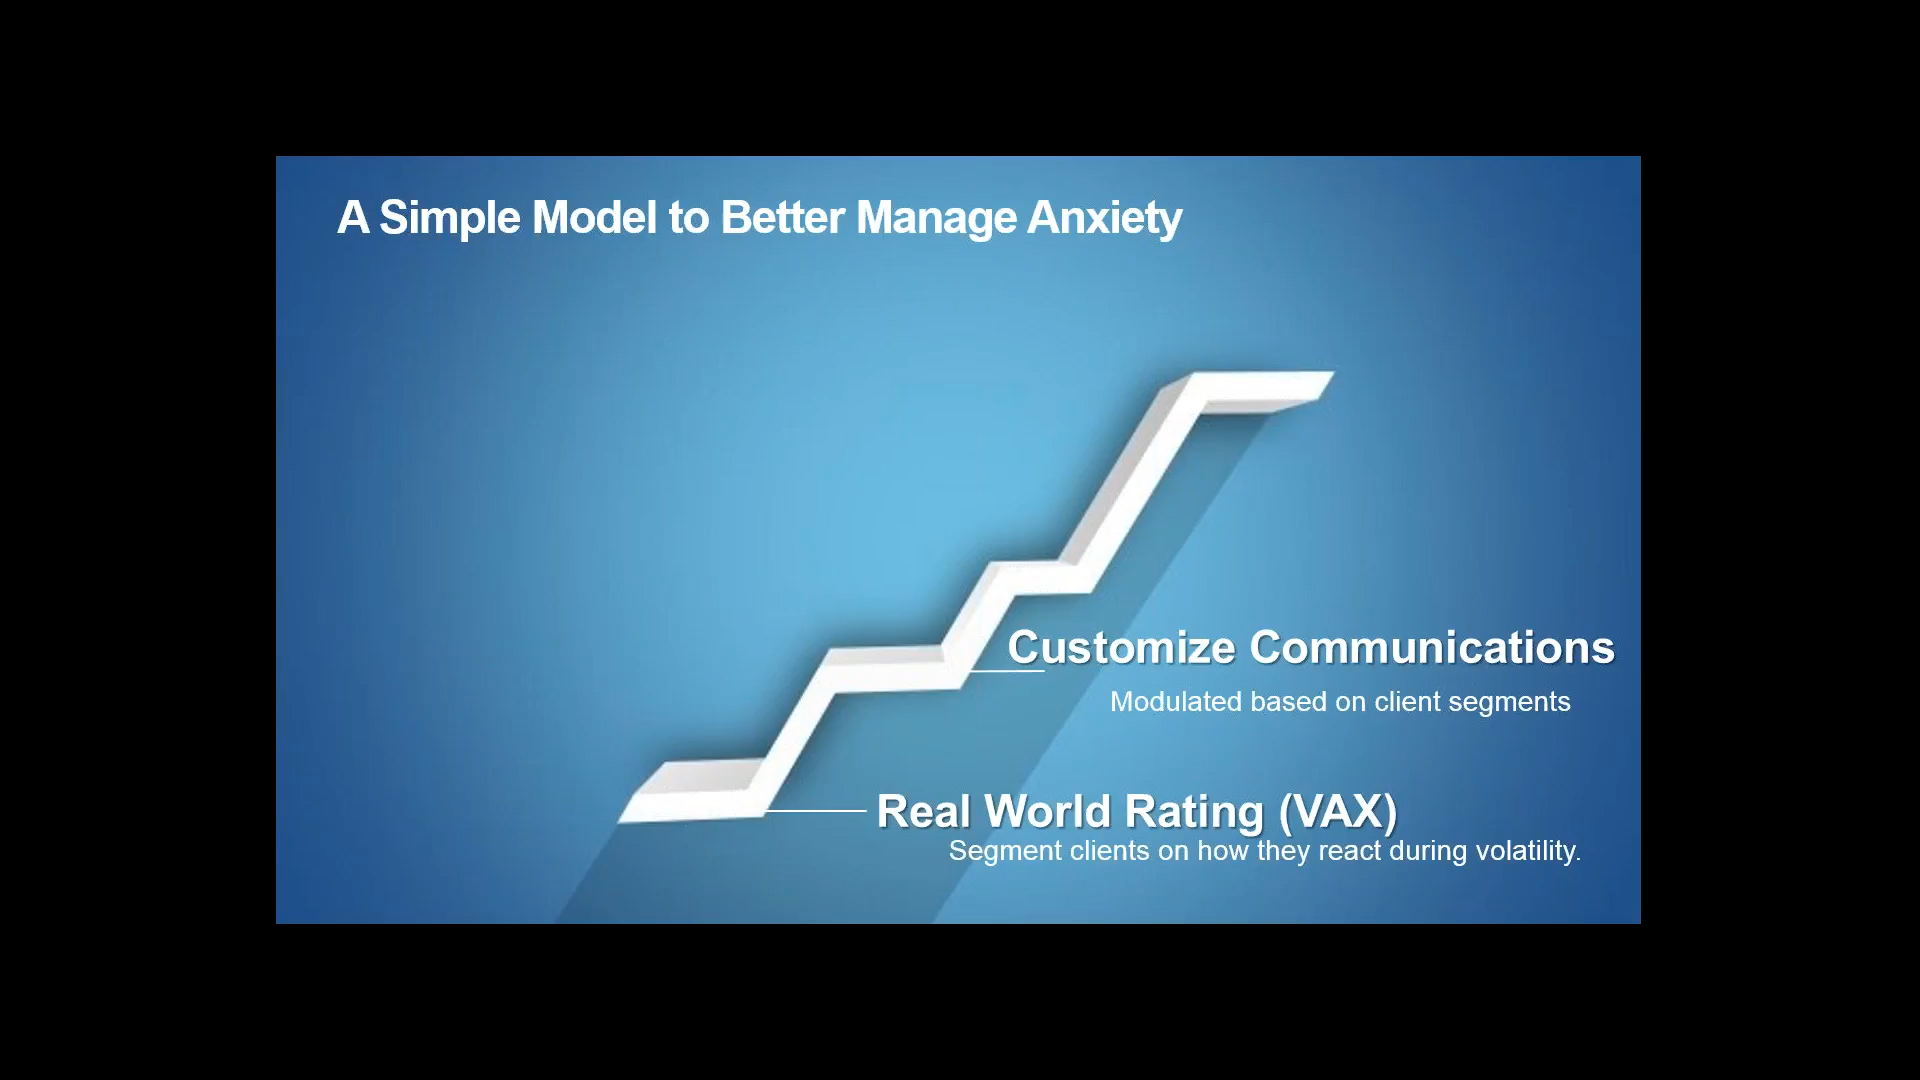 A Simple Model to Better Manage Anxiety
Customize Communications
Modulated based on client segments
Real World Rating (VAX)
Segment clients on how they react during volatility.